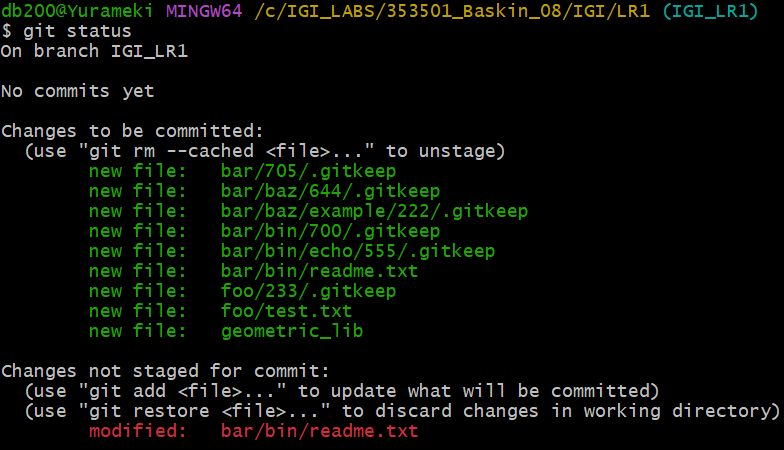 db200@Yurameki MINGW64 /c/IGI_LABS/353501_Baskin_08/IGI/LR1 (IGI_LR1)
$ git status
On branch IGI_LR1
No commits yet
Changes to be committed:
(use "git rm --cached <file>..." to unstage)
new file: bar/705/.gitkeep
new file: bar/baz/644/.gitkeep
new file: bar/baz/example/222/.gitkeep
new file: bar/bin/700/.gitkeep
new file: bar/bin/echo/555/.gitkeep
new file: bar/bin/readme.txt
new file: foo/233/.gitkeep
new file: foo/test.txt
new file: geometric_lib
Changes not staged for commit:
(use "git add <file>..." to update what will be committed)
(use "git restore <file>..." to discard changes in working directory)
modified: bar/bin/readme.txt